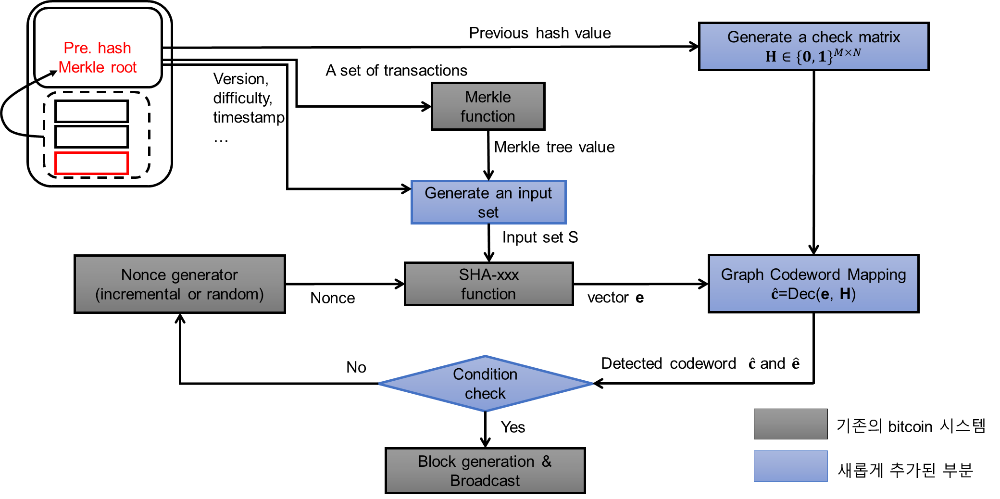 Pre. hash
Merkle root
Previous hash value
Generate a check matrix
𝐇 ∈ {𝟎, 𝟏}^{𝑀×𝑁}
Version,
difficulty,
timestamp
…
A set of transactions
Merkle
function
Merkle tree value
Generate an input
set
Input set S
Nonce generator
(incremental or random)
Nonce
SHA-xxx
function
vector e
Graph Codeword Mapping
ĉ=Dec(e, H)
Detected codeword ĉ and ê
Condition
check
No
Yes
Block generation &
Broadcast
기존의 bitcoin 시스템
새롭게 추가된 부분